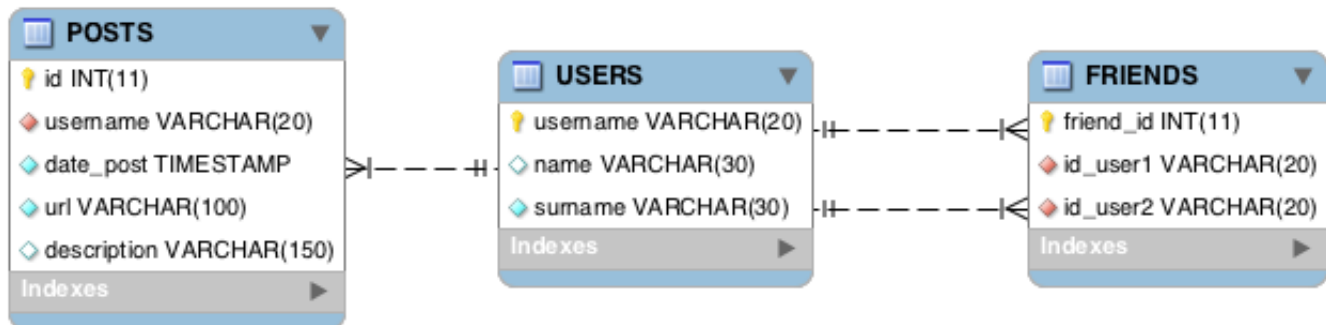 POSTS
id INT(11)
username VARCHAR(20)
date_post TIMESTAMP
url VARCHAR(100)
description VARCHAR(150)
Indexes
USERS
username VARCHAR(20)
name VARCHAR(30)
surname VARCHAR(30)
Indexes
FRIENDS
friend_id INT(11)
id_user1 VARCHAR(20)
id_user2 VARCHAR(20)
Indexes